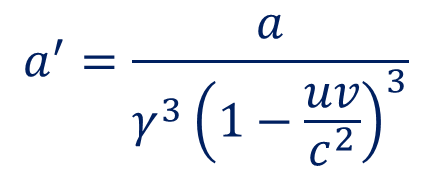 a′ = a / (γ³ (1 − uv/c²)³)